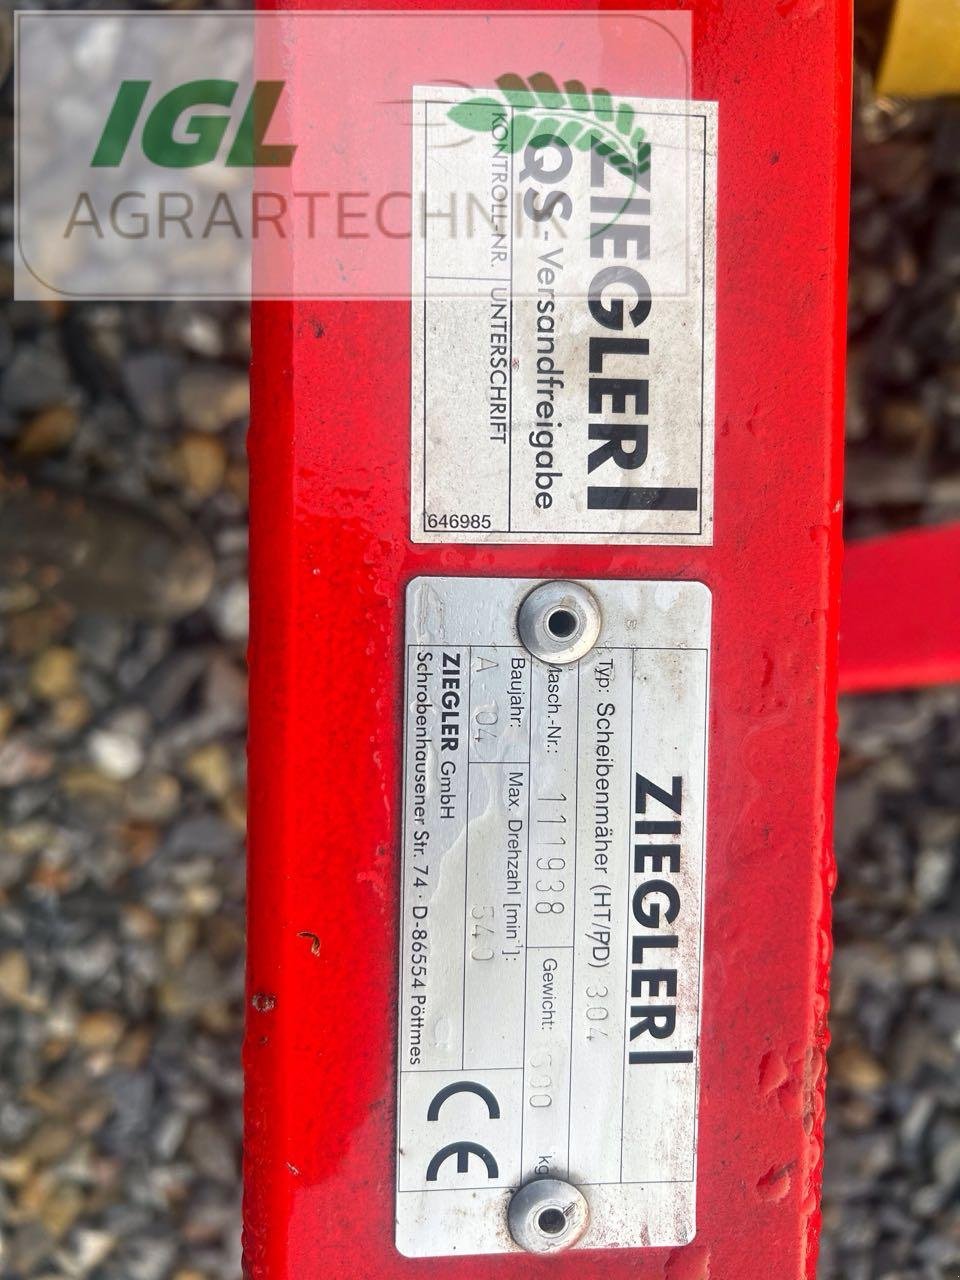 IGL
AGRARTECHNIK
ZIEGLER
QS - Versandfreigabe
KONTROLL-NR. UNTERSCHRIFT
646985
ZIEGLER
Typ: Scheibenmäher (HT/PD) 304
Masch.-Nr.: 111938 Gewicht: 500 kg
Baujahr: Max. Drehzahl [min⁻¹]:
A 04 540
ZIEGLER GmbH
Schrobenhausener Str. 74 · D-86554 Pöttmes
CE